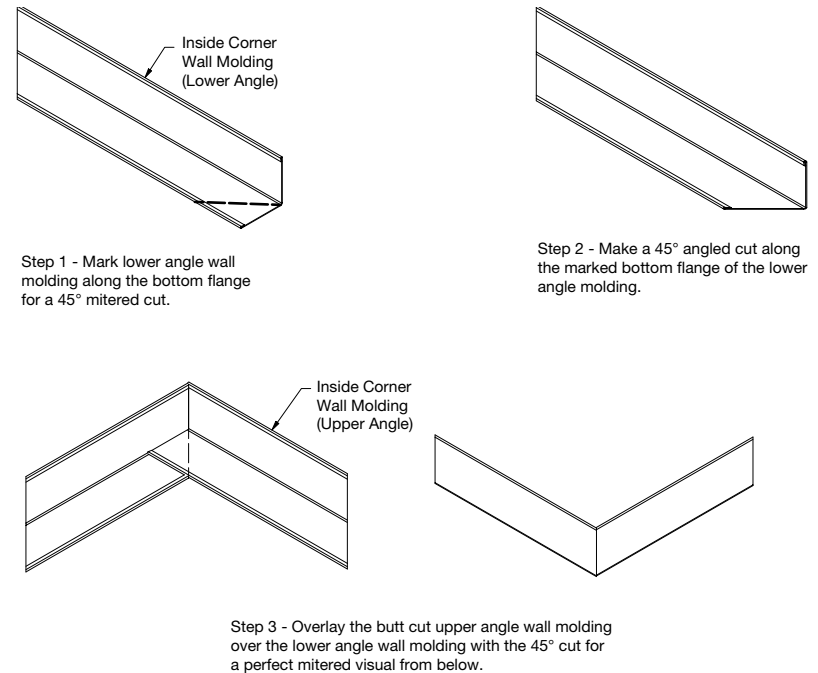 Inside Corner
Wall Molding
(Lower Angle)
Step 1 - Mark lower angle wall
molding along the bottom flange
for a 45° mitered cut.
Step 2 - Make a 45° angled cut along
the marked bottom flange of the lower
angle molding.
Inside Corner
Wall Molding
(Upper Angle)
Step 3 - Overlay the butt cut upper angle wall molding
over the lower angle wall molding with the 45° cut for
a perfect mitered visual from below.